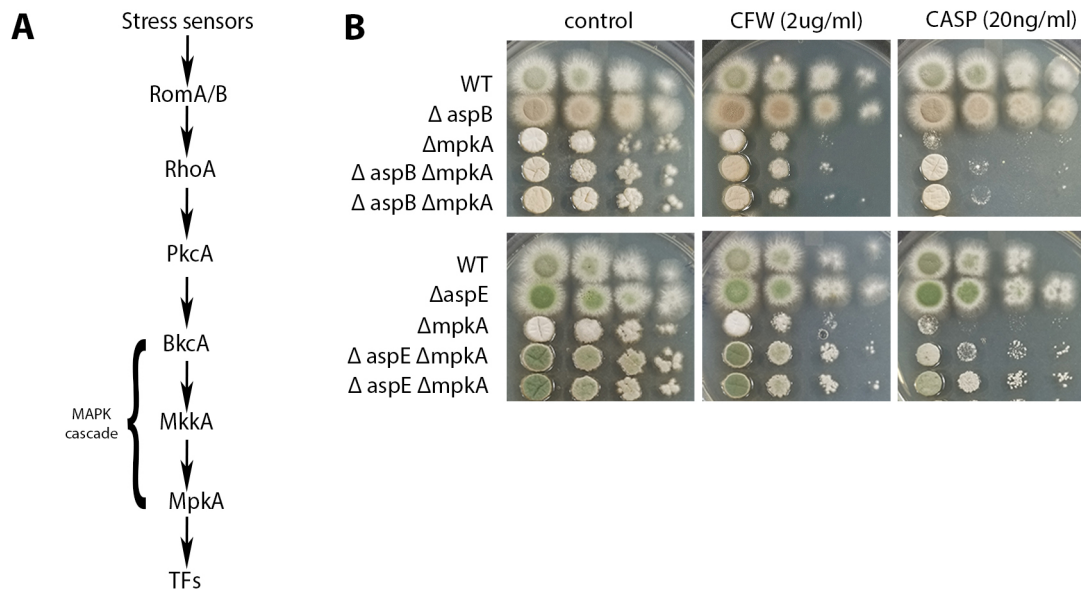 A
Stress sensors
RomA/B
RhoA
PkcA
BkcA
MAPK
cascade
MkkA
MpkA
TFs
B
control
CFW (2ug/ml)
CASP (20ng/ml)
WT
Δ aspB
ΔmpkA
Δ aspB ΔmpkA
Δ aspB ΔmpkA
WT
ΔaspE
ΔmpkA
Δ aspE ΔmpkA
Δ aspE ΔmpkA